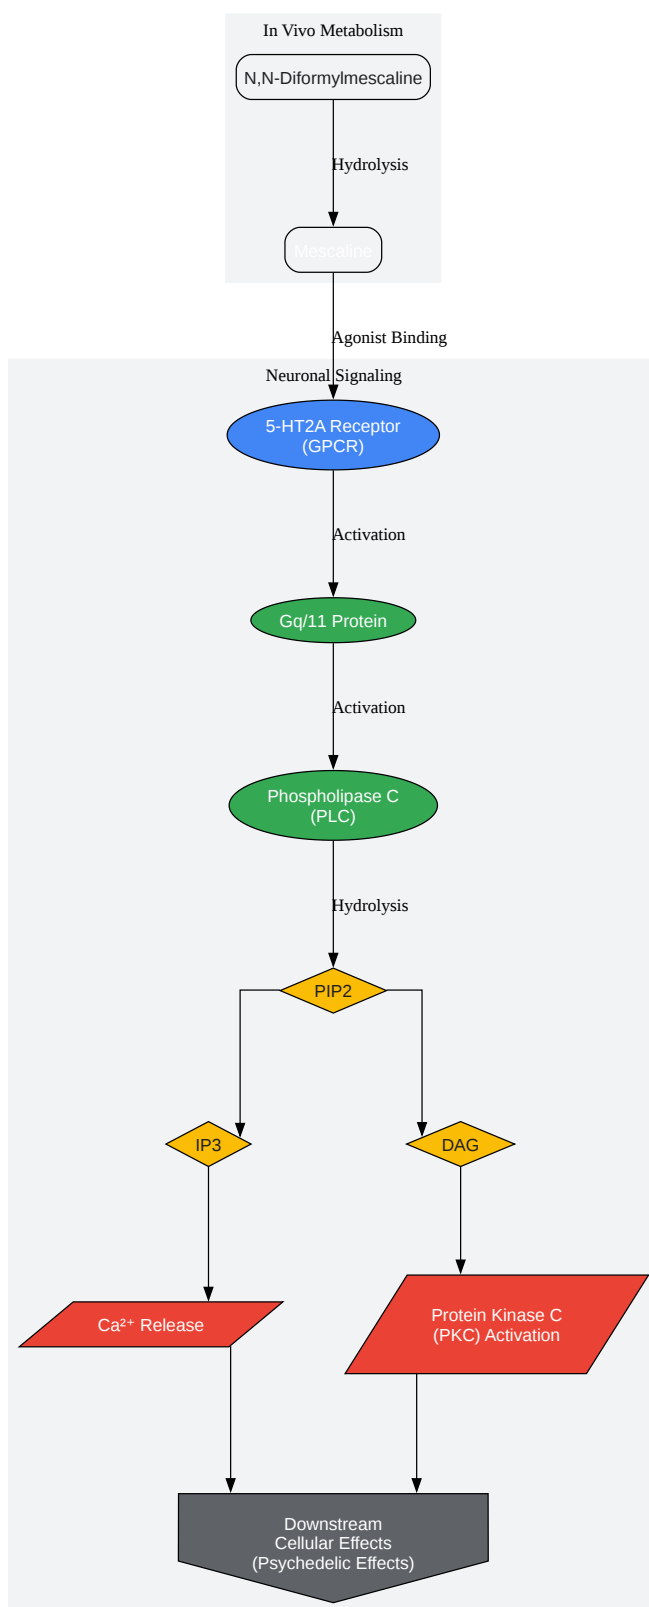 In Vivo Metabolism
N,N-Diformylmescaline
Hydrolysis
Mescaline
Agonist Binding
Neuronal Signaling
5-HT2A Receptor
(GPCR)
Activation
Gq/11 Protein
Activation
Phospholipase C
(PLC)
Hydrolysis
PIP2
IP3
DAG
Ca²⁺ Release
Protein Kinase C
(PKC) Activation
Downstream
Cellular Effects
(Psychedelic Effects)